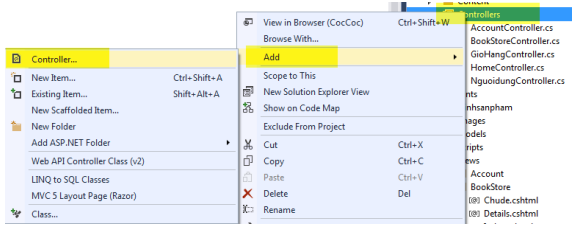 Controller...
New Item... Ctrl+Shift+A
Existing Item... Shift+Alt+A
New Scaffolded Item...
New Folder
Add ASP.NET Folder
Web API Controller Class (v2)
LINQ to SQL Classes
MVC 5 Layout Page (Razor)
Class...
View in Browser (CocCoc) Ctrl+Shift+W
Browse With...
Add
Scope to This
New Solution Explorer View
Show on Code Map
Exclude From Project
Cut Ctrl+X
Copy Ctrl+C
Paste Ctrl+V
Delete Del
Rename
Content
Controllers
AccountController.cs
BookStoreController.cs
GioHangController.cs
HomeController.cs
NguoidungController.cs
nts
nhsanpham
nages
odels
ripts
ews
Account
BookStore
Chude.cshtml
Details.cshtml